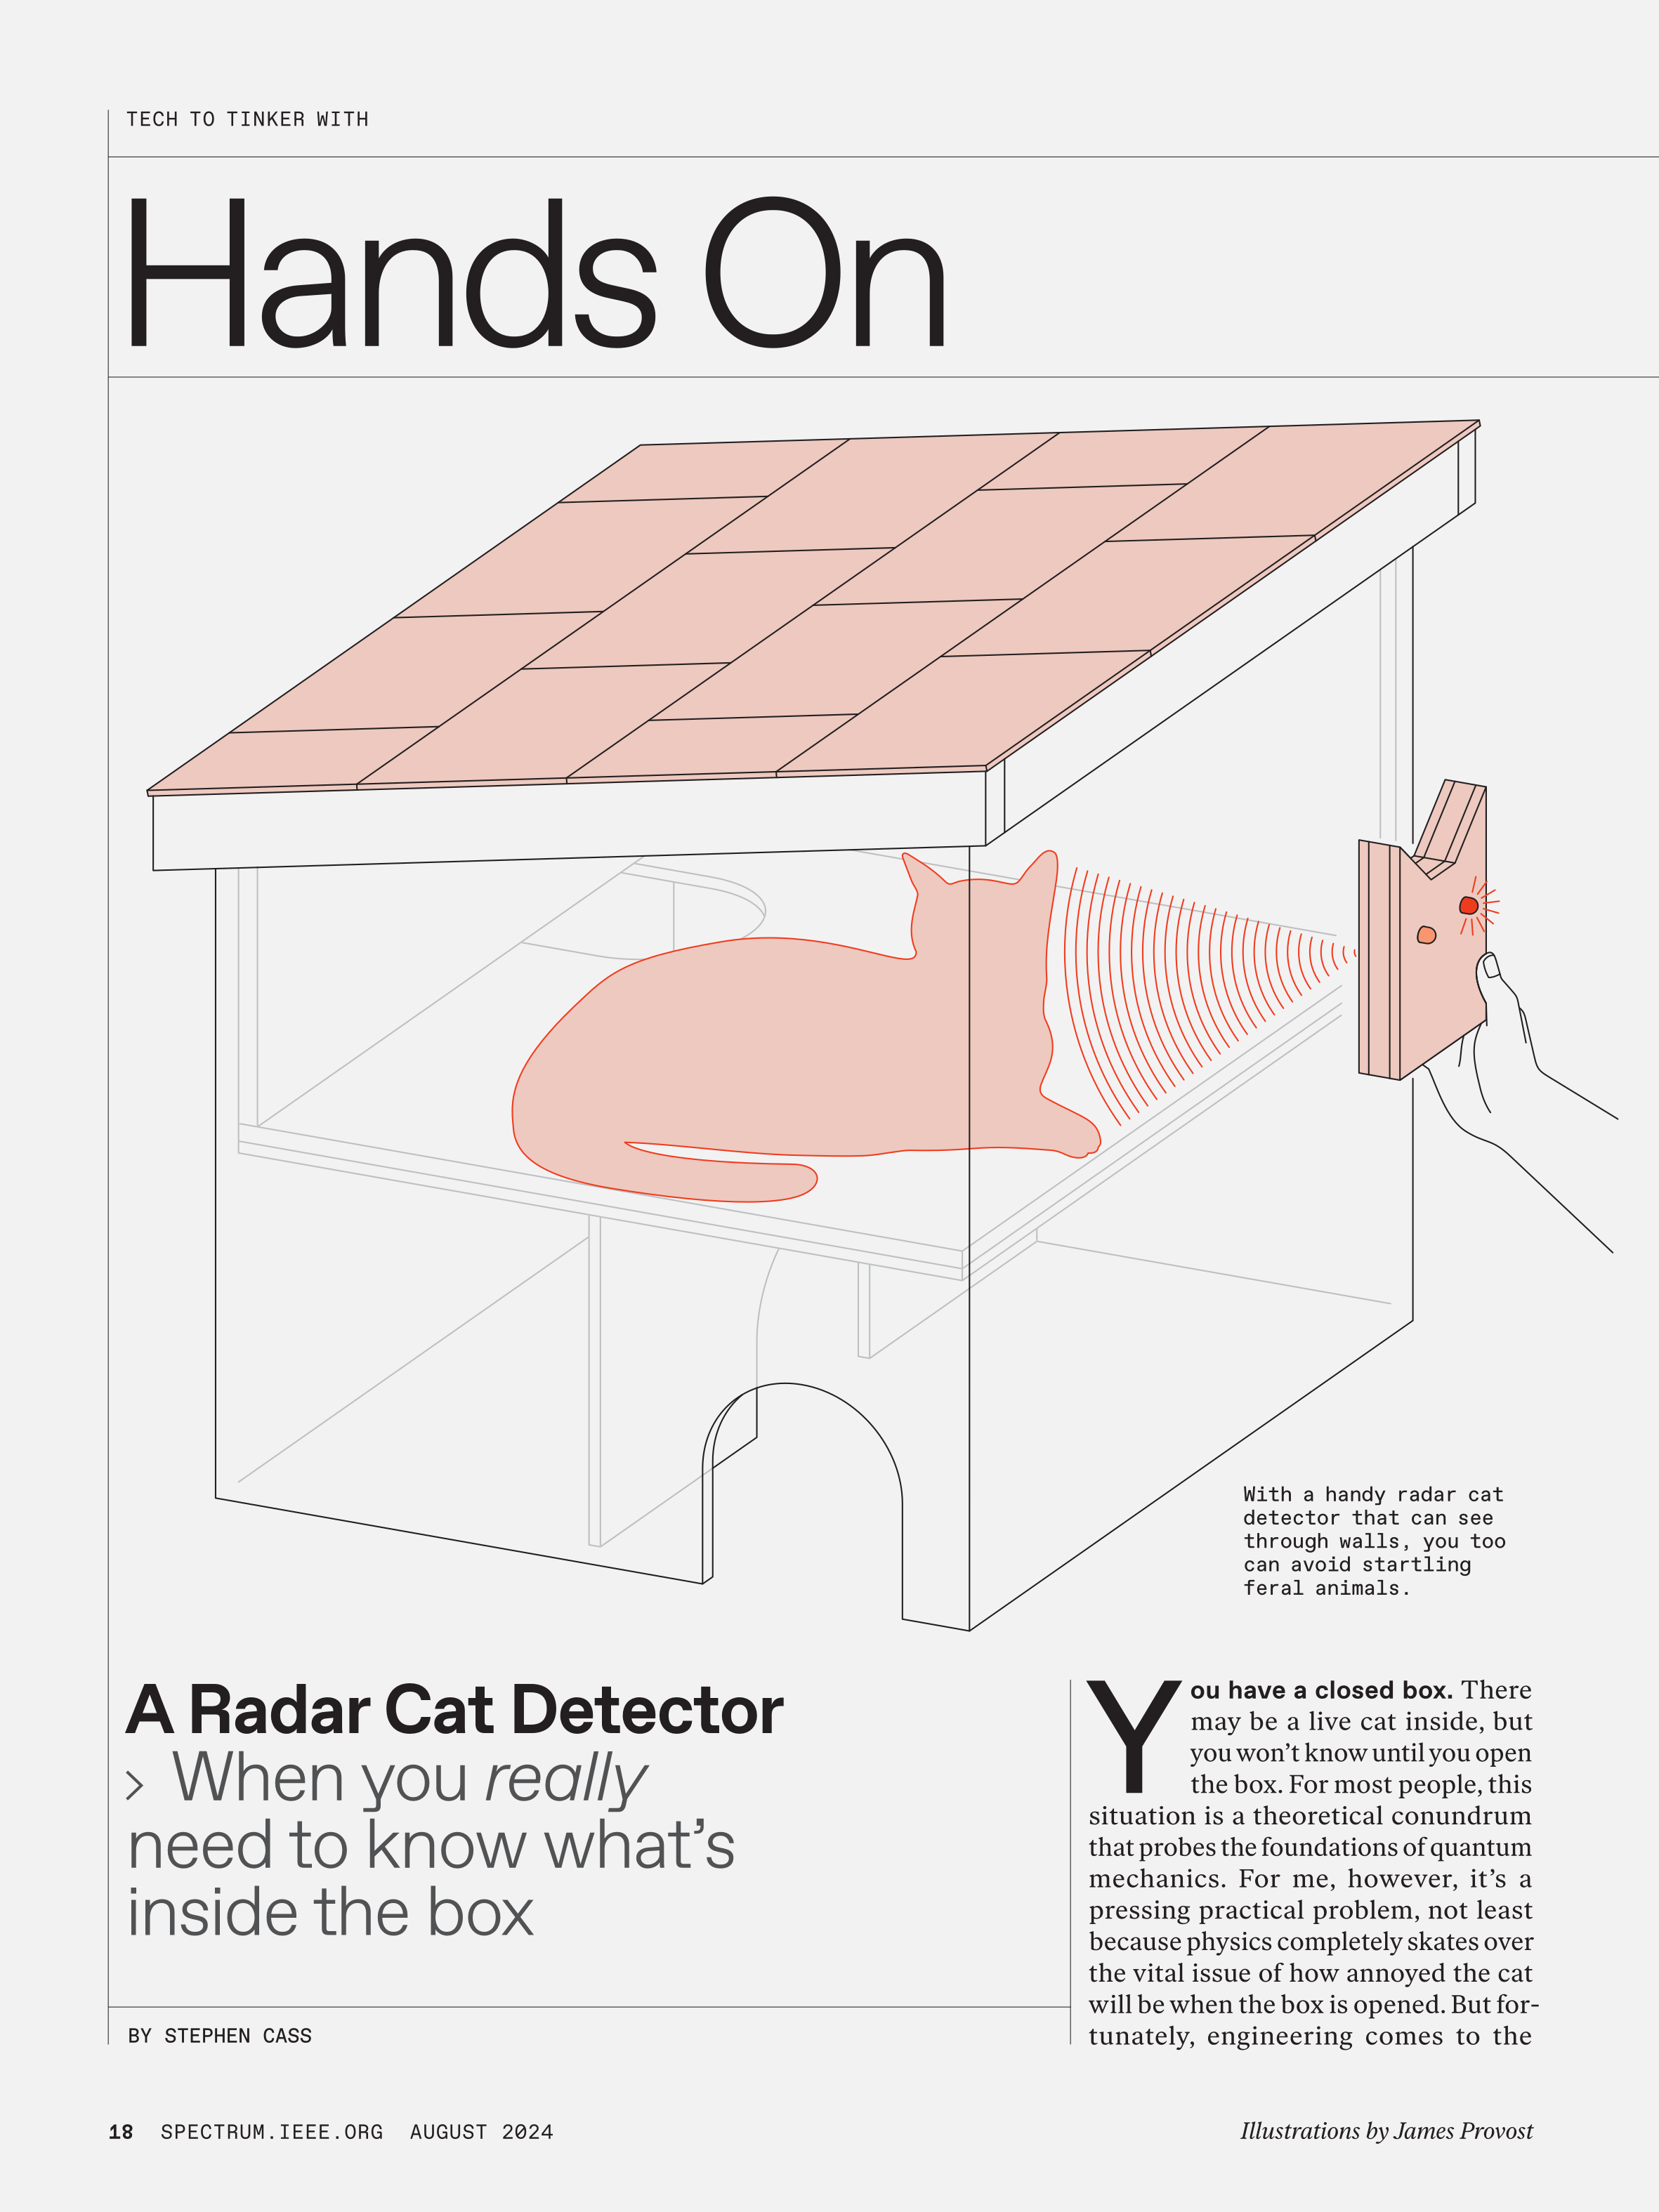 TECH TO TINKER WITH
Hands On
With a handy radar cat
detector that can see
through walls, you too
can avoid startling
feral animals.
A Radar Cat Detector
› When you really
need to know what’s
inside the box
BY STEPHEN CASS
You have a closed box. There
may be a live cat inside, but
you won’t know until you open
the box. For most people, this
situation is a theoretical conundrum
that probes the foundations of quantum
mechanics. For me, however, it’s a
pressing practical problem, not least
because physics completely skates over
the vital issue of how annoyed the cat
will be when the box is opened. But for-
tunately, engineering comes to the
18 SPECTRUM.IEEE.ORG AUGUST 2024
Illustrations by James Provost